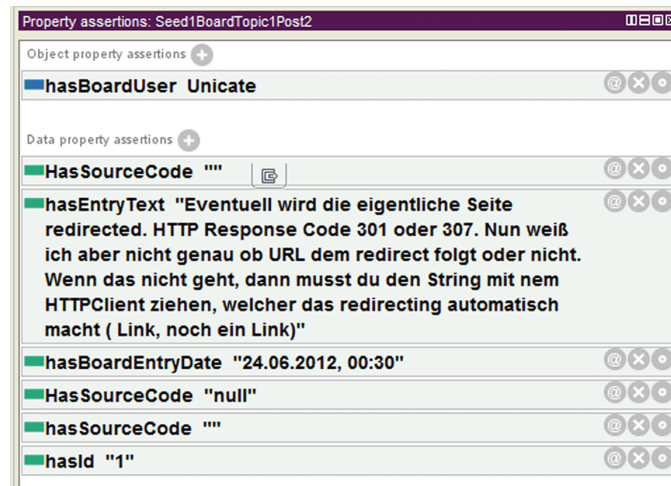 Property assertions: Seed1BoardTopic1Post2
Object property assertions
hasBoardUser Unicate
Data property assertions
HasSourceCode ""
hasEntryText "Eventuell wird die eigentliche Seite
redirected. HTTP Response Code 301 oder 307. Nun weiß
ich aber nicht genau ob URL dem redirect folgt oder nicht.
Wenn das nicht geht, dann musst du den String mit nem
HTTPClient ziehen, welcher das redirecting automatisch
macht ( Link, noch ein Link)"
hasBoardEntryDate "24.06.2012, 00:30"
HasSourceCode "null"
hasSourceCode ""
hasId "1"